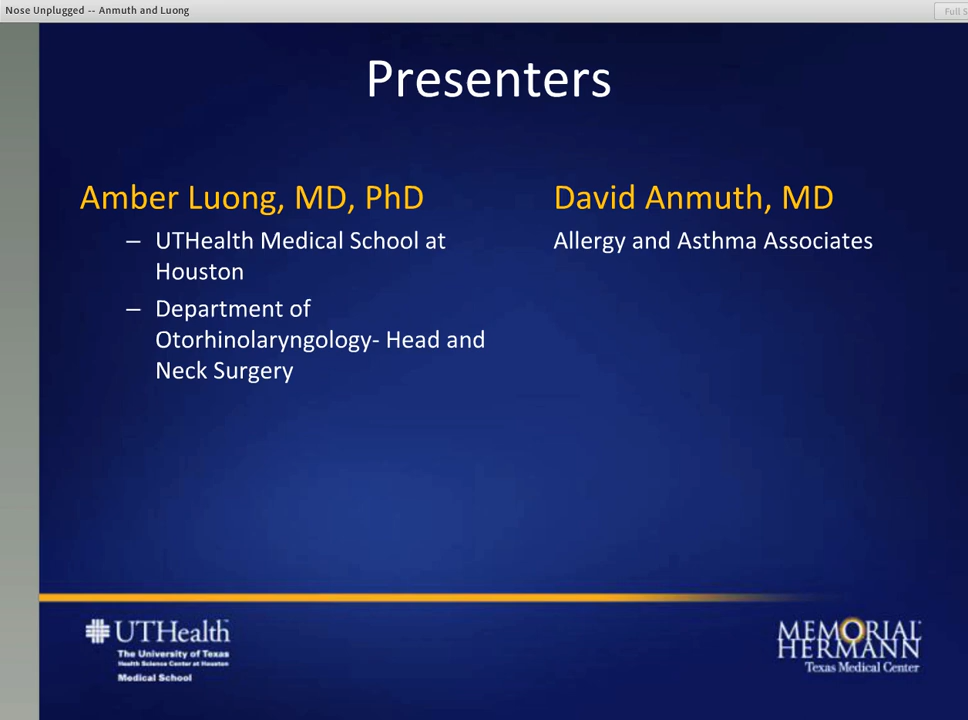 Nose Unplugged -- Anmuth and Luong
Full S
Presenters
Amber Luong, MD, PhD
– UTHealth Medical School at
Houston
– Department of
Otorhinolaryngology- Head and
Neck Surgery
David Anmuth, MD
Allergy and Asthma Associates
UTHealth
The University of Texas
Health Science Center at Houston
Medical School
MEMORIAL
HERMANN
Texas Medical Center